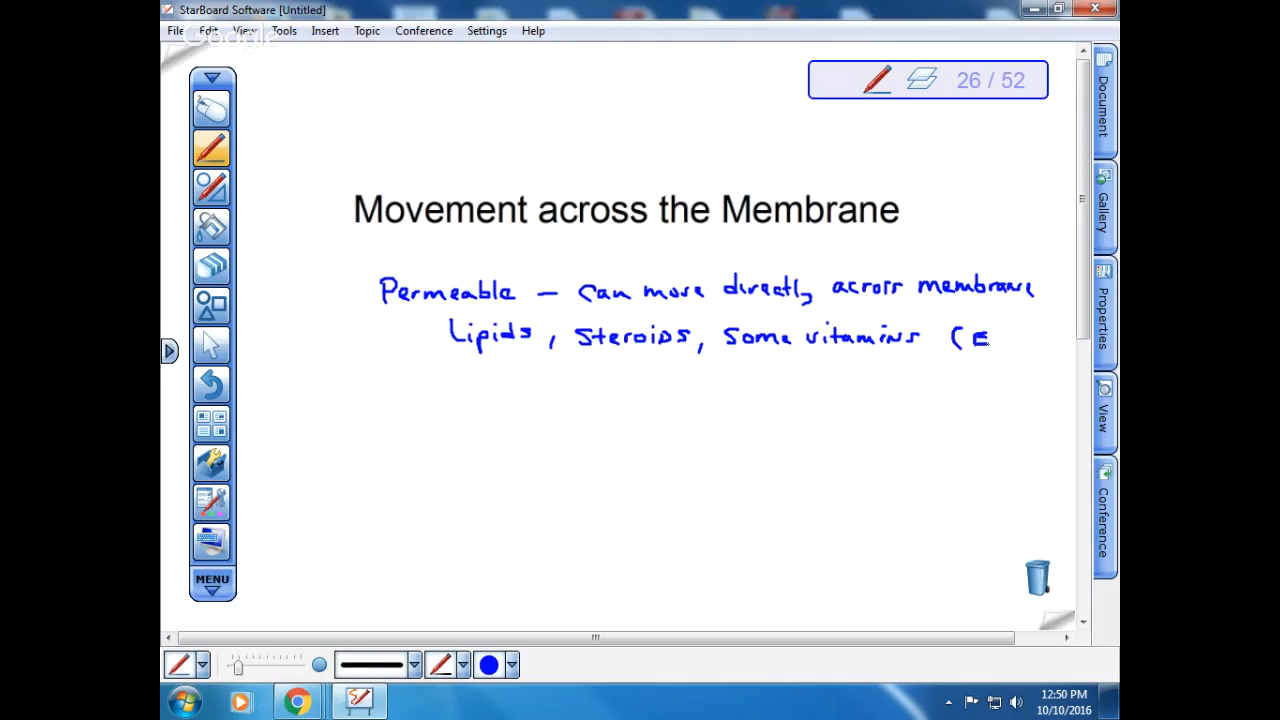 StarBoard Software [Untitled]
File Edit View Tools Insert Topic Conference Settings Help
Google
26 / 52
Movement across the Membrane
Permeable – can move directly across membrane
Lipids, Steroids, some vitamins (E
Document
Gallery
Properties
View
Conference
MENU
12:50 PM
10/10/2016